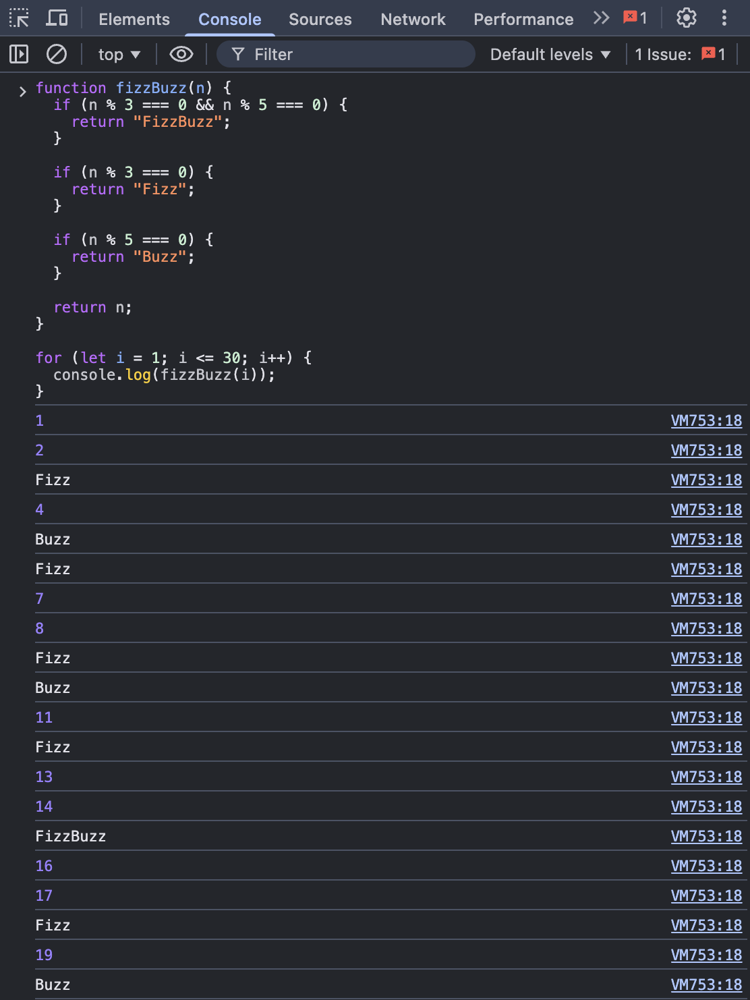 Elements Console Sources Network Performance 1
top Filter Default levels 1 Issue: 1
function fizzBuzz(n) {
  if (n % 3 === 0 && n % 5 === 0) {
    return "FizzBuzz";
  }

  if (n % 3 === 0) {
    return "Fizz";
  }

  if (n % 5 === 0) {
    return "Buzz";
  }

  return n;
}

for (let i = 1; i <= 30; i++) {
  console.log(fizzBuzz(i));
}
1 VM753:18
2 VM753:18
Fizz VM753:18
4 VM753:18
Buzz VM753:18
Fizz VM753:18
7 VM753:18
8 VM753:18
Fizz VM753:18
Buzz VM753:18
11 VM753:18
Fizz VM753:18
13 VM753:18
14 VM753:18
FizzBuzz VM753:18
16 VM753:18
17 VM753:18
Fizz VM753:18
19 VM753:18
Buzz VM753:18